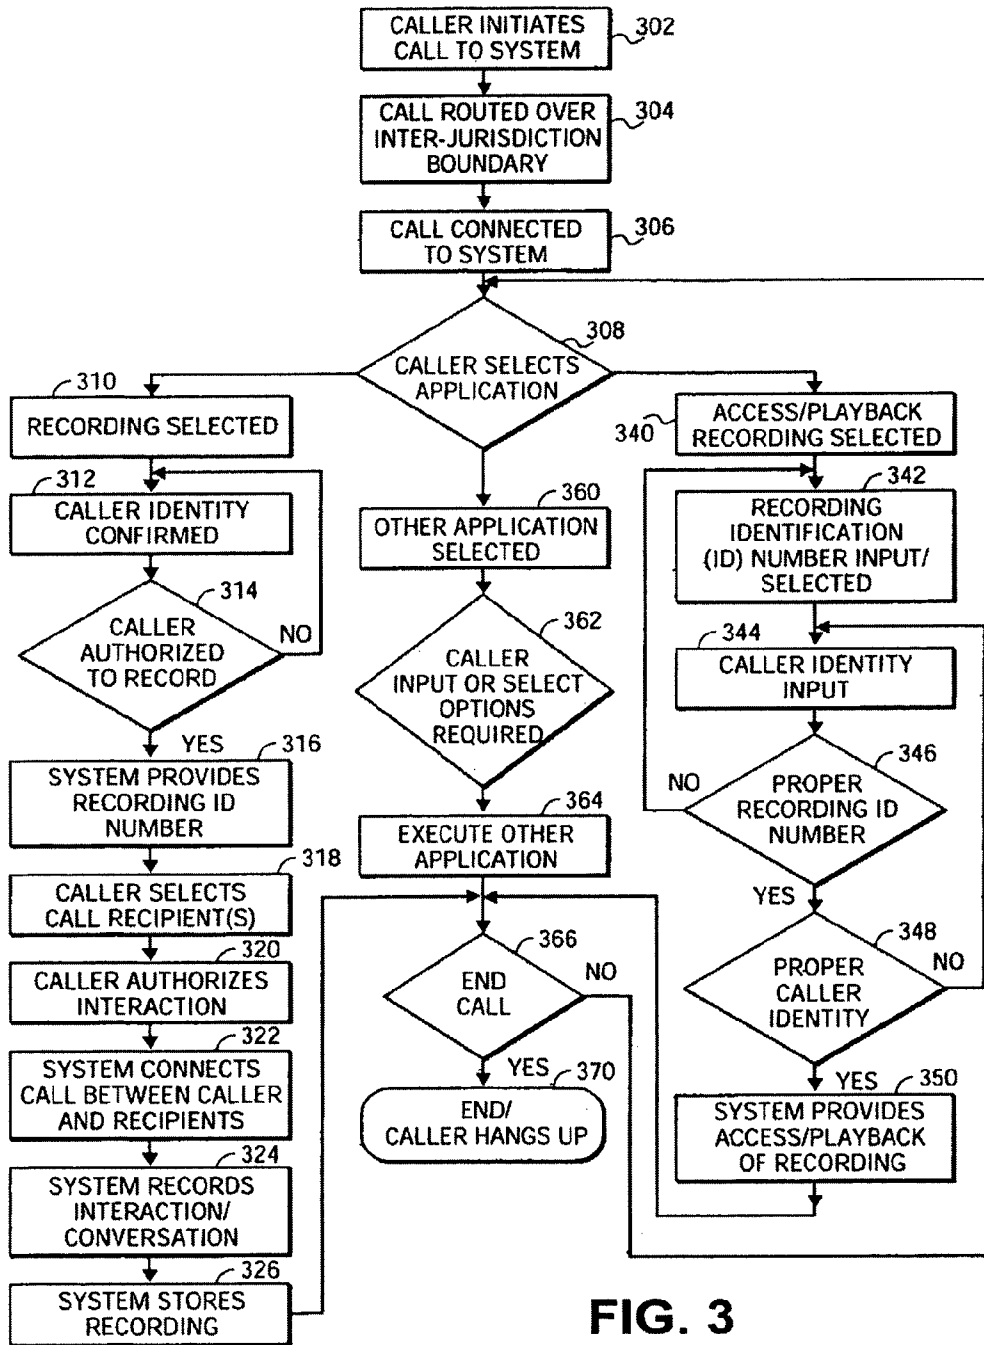 CALLER INITIATES
CALL TO SYSTEM
302
CALL ROUTED OVER
INTER-JURISDICTION
BOUNDARY
304
CALL CONNECTED
TO SYSTEM
306
308
CALLER SELECTS
APPLICATION
310
RECORDING SELECTED
312
CALLER IDENTITY
CONFIRMED
314
CALLER
AUTHORIZED
TO RECORD
NO
YES
316
SYSTEM PROVIDES
RECORDING ID
NUMBER
318
CALLER SELECTS
CALL RECIPIENT(S)
320
CALLER AUTHORIZES
INTERACTION
322
SYSTEM CONNECTS
CALL BETWEEN CALLER
AND RECIPIENTS
324
SYSTEM RECORDS
INTERACTION/
CONVERSATION
326
SYSTEM STORES
RECORDING
360
OTHER APPLICATION
SELECTED
362
CALLER
INPUT OR SELECT
OPTIONS
REQUIRED
364
EXECUTE OTHER
APPLICATION
366
END
CALL
NO
YES
370
END/
CALLER HANGS UP
340
ACCESS/PLAYBACK
RECORDING SELECTED
342
RECORDING
IDENTIFICATION
(ID) NUMBER INPUT/
SELECTED
344
CALLER IDENTITY
INPUT
346
PROPER
RECORDING ID
NUMBER
NO
YES
348
PROPER
CALLER
IDENTITY
NO
YES
350
SYSTEM PROVIDES
ACCESS/PLAYBACK
OF RECORDING
FIG. 3